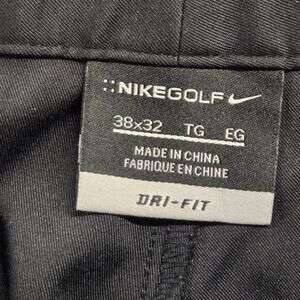 NIKEGOLF
38x32 TG EG
MADE IN CHINA
FABRIQUE EN CHINE
DRI-FIT